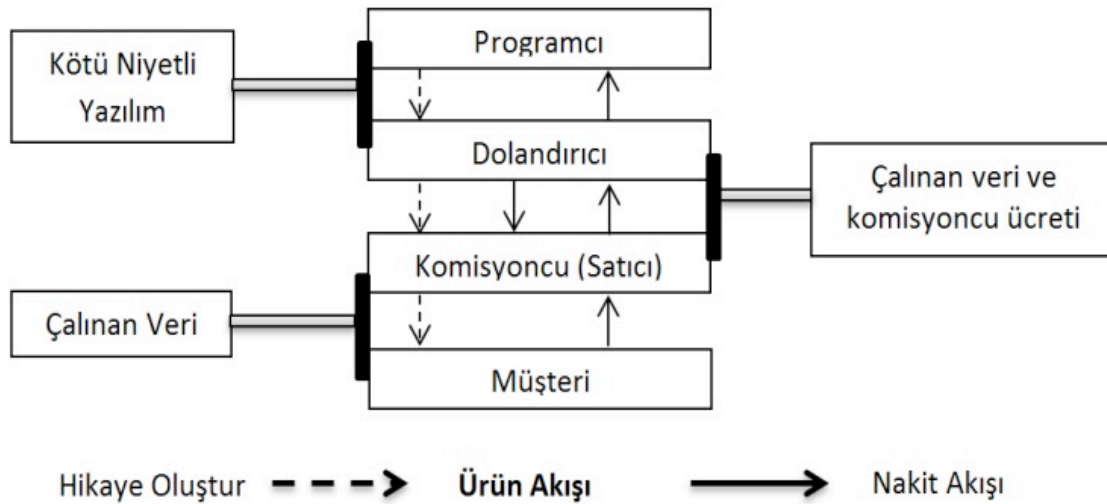 Programcı
Kötü Niyetli
Yazılım
Dolandırıcı
Çalınan veri ve
komisyoncu ücreti
Komisyoncu (Satıcı)
Çalınan Veri
Müşteri
Hikaye Oluştur
Ürün Akışı
Nakit Akışı